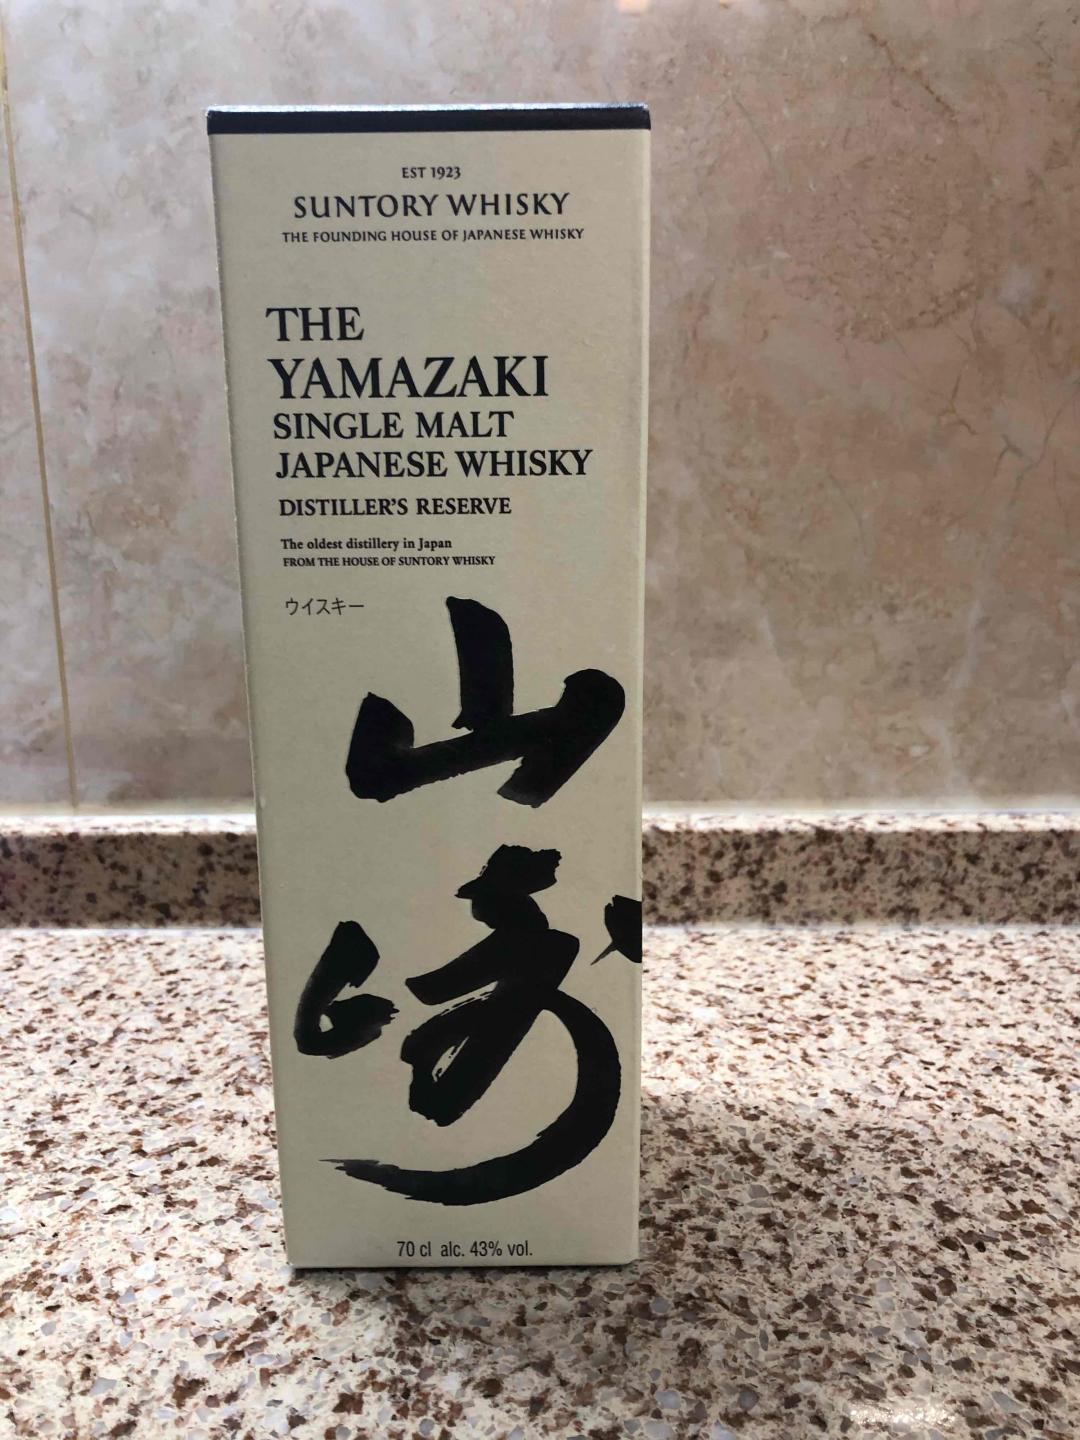 EST 1923
SUNTORY WHISKY
THE FOUNDING HOUSE OF JAPANESE WHISKY
THE
YAMAZAKI
SINGLE MALT
JAPANESE WHISKY
DISTILLER'S RESERVE
The oldest distillery in Japan
FROM THE HOUSE OF SUNTORY WHISKY
ウイスキー
山
崎
70 cl alc. 43% vol.